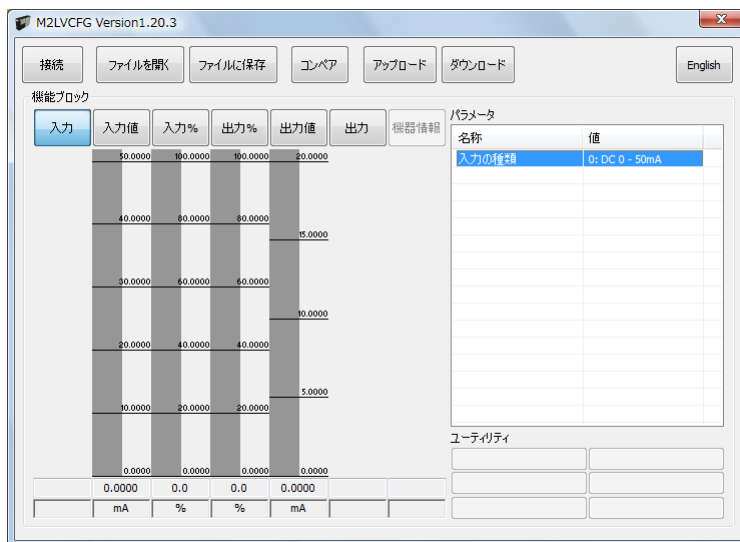 M2LVCFG Version1.20.3
接続 ファイルを開く ファイルに保存 コンペア アップロード ダウンロード English
機能ブロック
入力 入力値 入力% 出力% 出力値 出力 機器情報
パラメータ
名称 値
入力の種類 0: DC 0 - 50mA
50.0000 100.0000 100.0000 20.0000
40.0000 80.0000 80.0000
15.0000
30.0000 60.0000 60.0000
10.0000
20.0000 40.0000 40.0000
5.0000
10.0000 20.0000 20.0000
0.0000 0.0000 0.0000 0.0000
ユーティリティ
0.0000 0.0 0.0 0.0000
mA % % mA